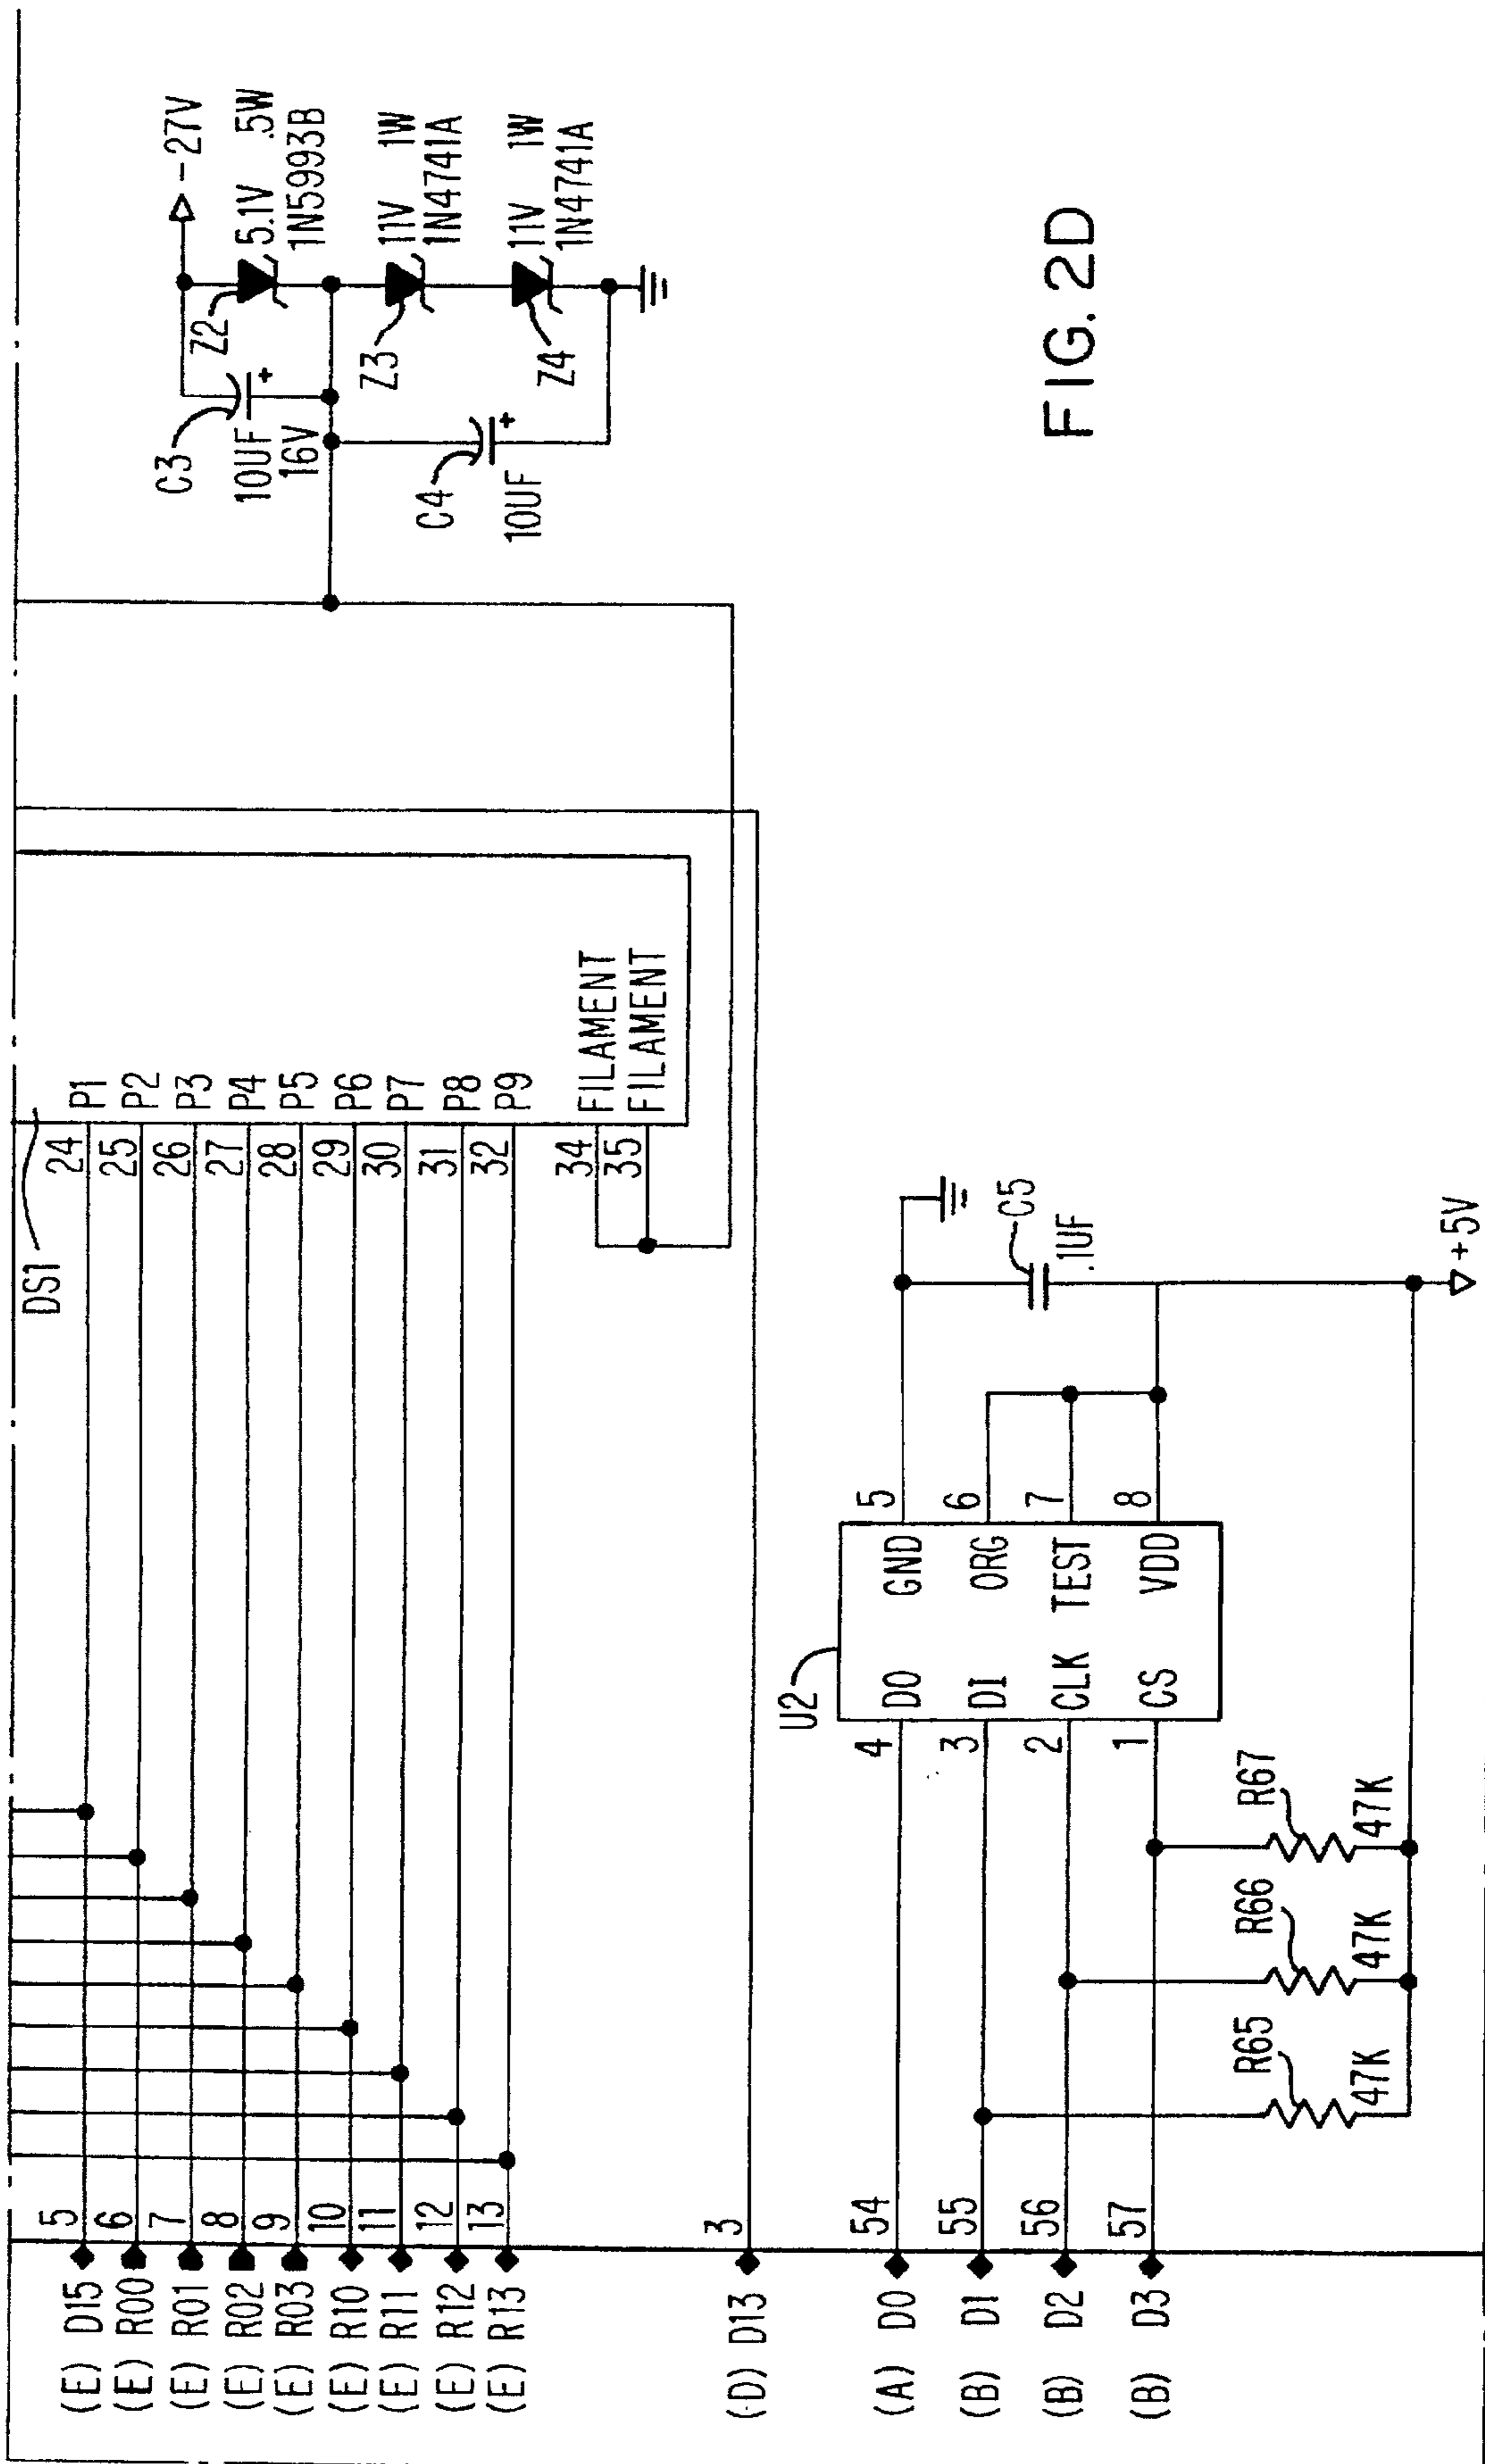 (E) D15 5
(E) R00 6
(E) R01 7
(E) R02 8
(E) R03 9
(E) R10 10
(E) R11 11
(E) R12 12
(E) R13 13
(D) D13 3
(A) D0 54
(B) D1 55
(B) D2 56
(B) D3 57
DS1
24 P1
25 P2
26 P3
27 P4
28 P5
29 P6
30 P7
31 P8
32 P9
34 FILAMENT
35 FILAMENT
U2
4 DO GND 5
3 DI ORG 6
2 CLK TEST 7
1 CS VDD 8
R65
47K
R66
47K
R67
47K
C5
.1UF
+5V
C3
10UF
16V
+
C4
10UF
+
-27V
Z2
5.1V .5W
1N5993B
Z3
11V 1W
1N4741A
Z4
11V 1W
1N4741A
FIG. 2D